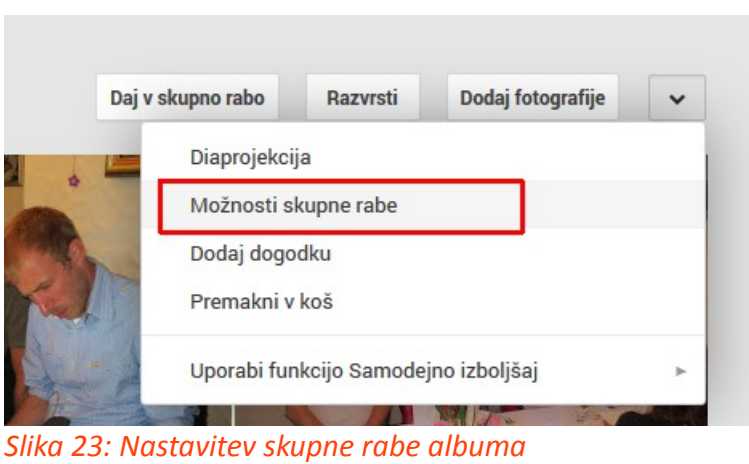 Daj v skupno rabo Razvrsti Dodaj fotografije
Diaprojekcija
Možnosti skupne rabe
Dodaj dogodku
Premakni v koš
Uporabi funkcijo Samodejno izboljšaj
Slika 23: Nastavitev skupne rabe albuma